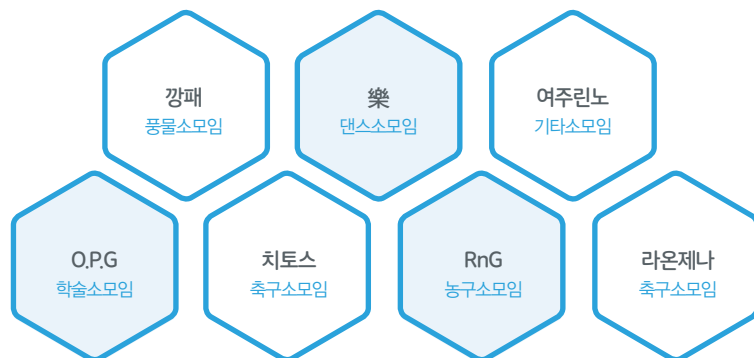 깡패
풍물소모임
樂
댄스소모임
여주린노
기타소모임
O.P.G
학술소모임
치토스
축구소모임
RnG
농구소모임
라온제나
축구소모임